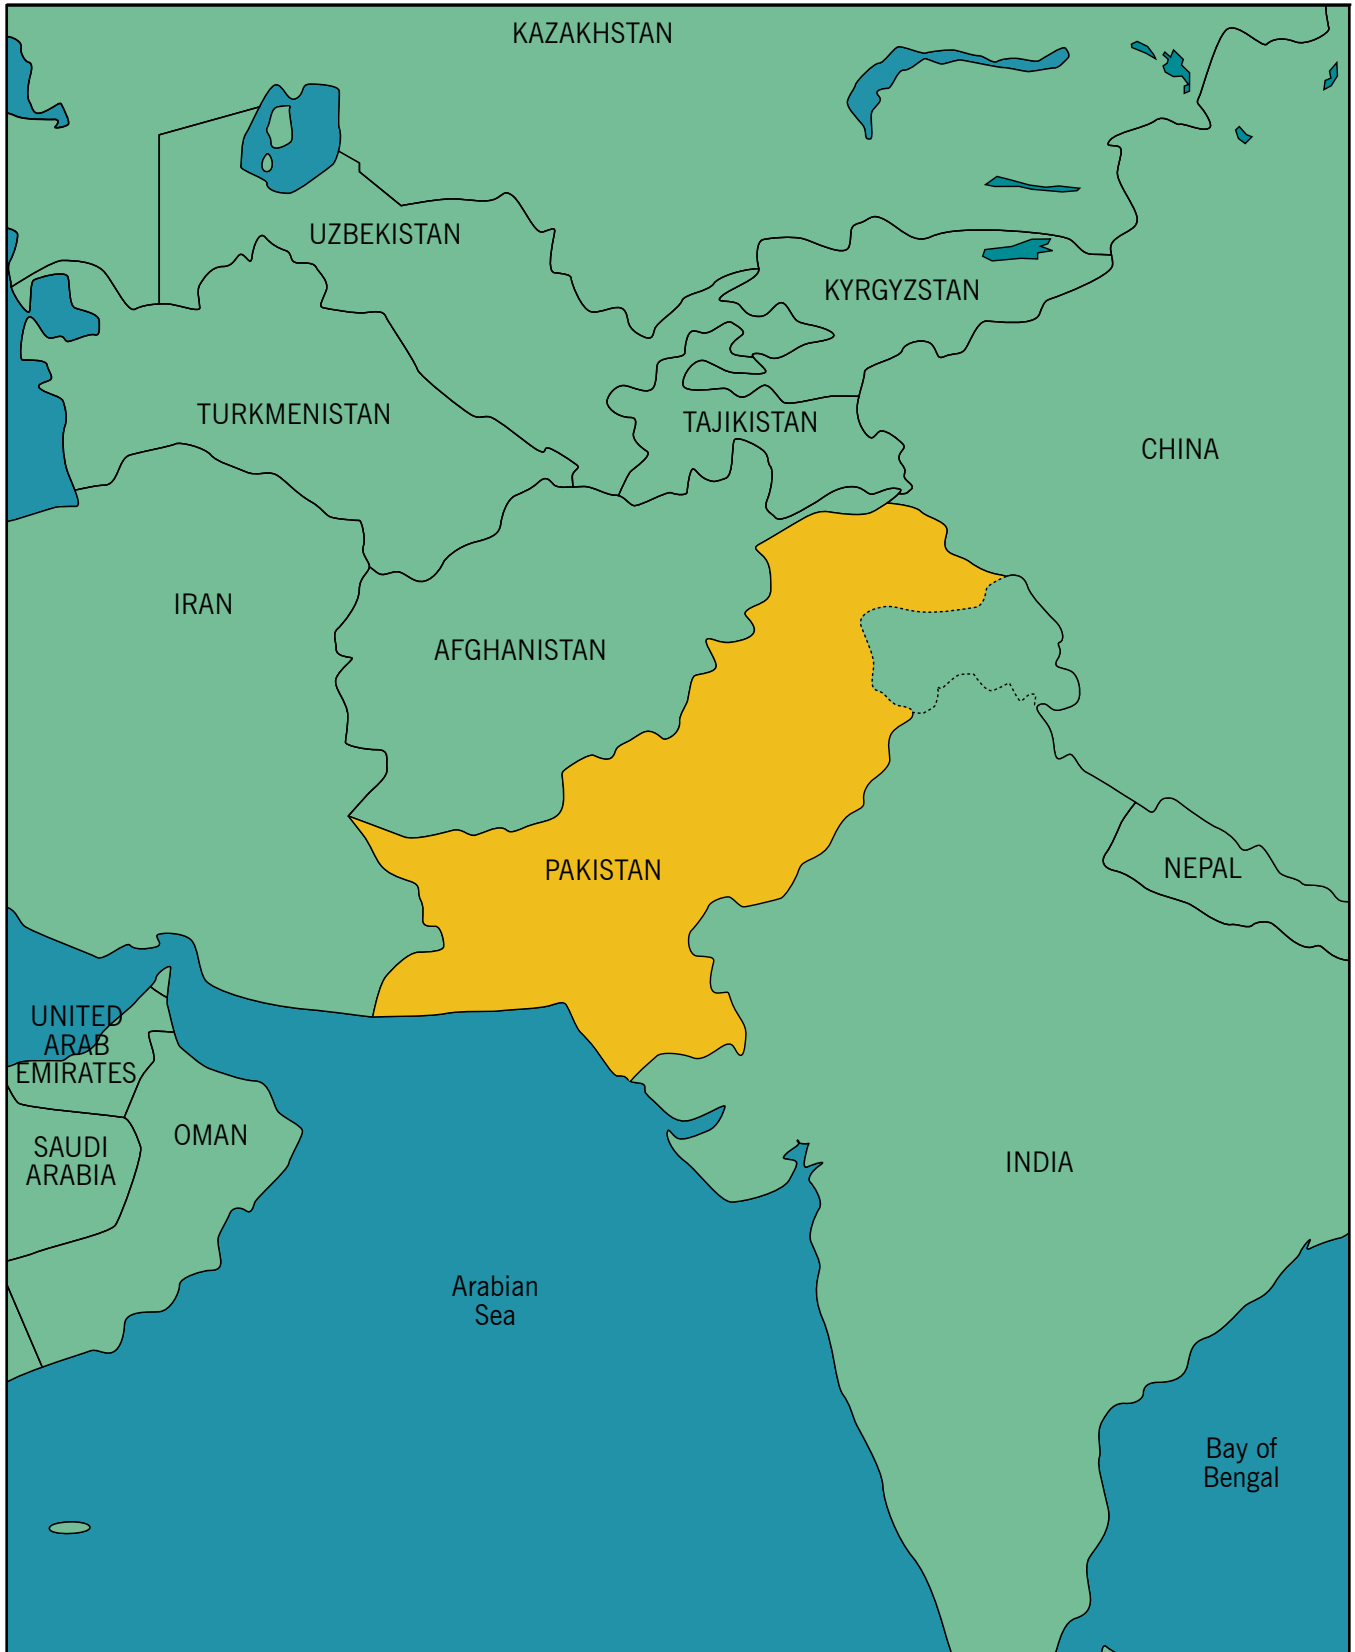 KAZAKHSTAN
UZBEKISTAN
KYRGYZSTAN
TURKMENISTAN
TAJIKISTAN
CHINA
IRAN
AFGHANISTAN
PAKISTAN
NEPAL
UNITED
ARAB
EMIRATES
SAUDI
ARABIA
OMAN
INDIA
Arabian
Sea
Bay of
Bengal